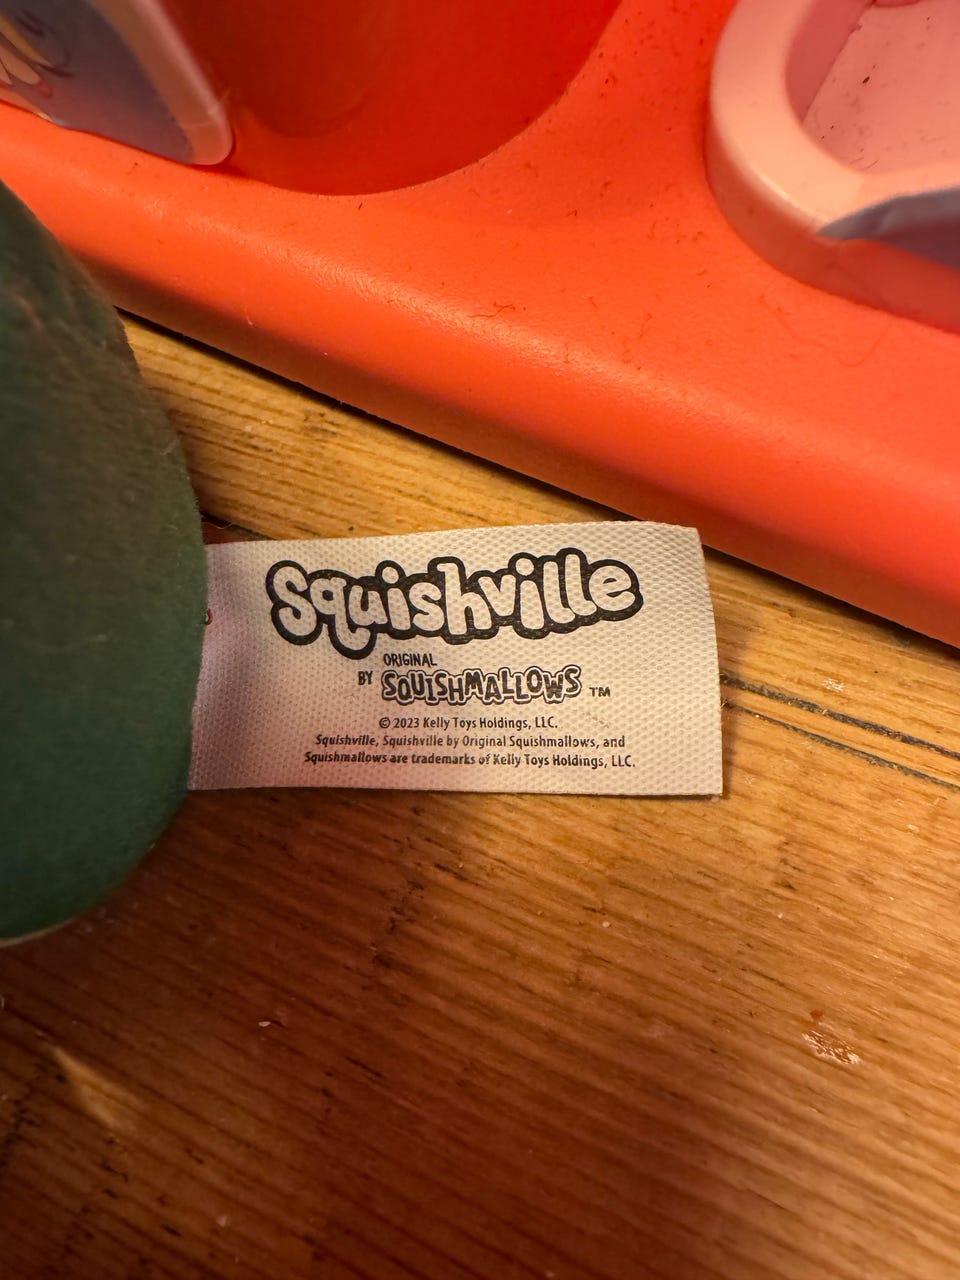 Squishville
ORIGINAL
BY SQUISHMALLOWS ™
© 2023 Kelly Toys Holdings, LLC.
Squishville, Squishville by Original Squishmallows, and
Squishmallows are trademarks of Kelly Toys Holdings, LLC.